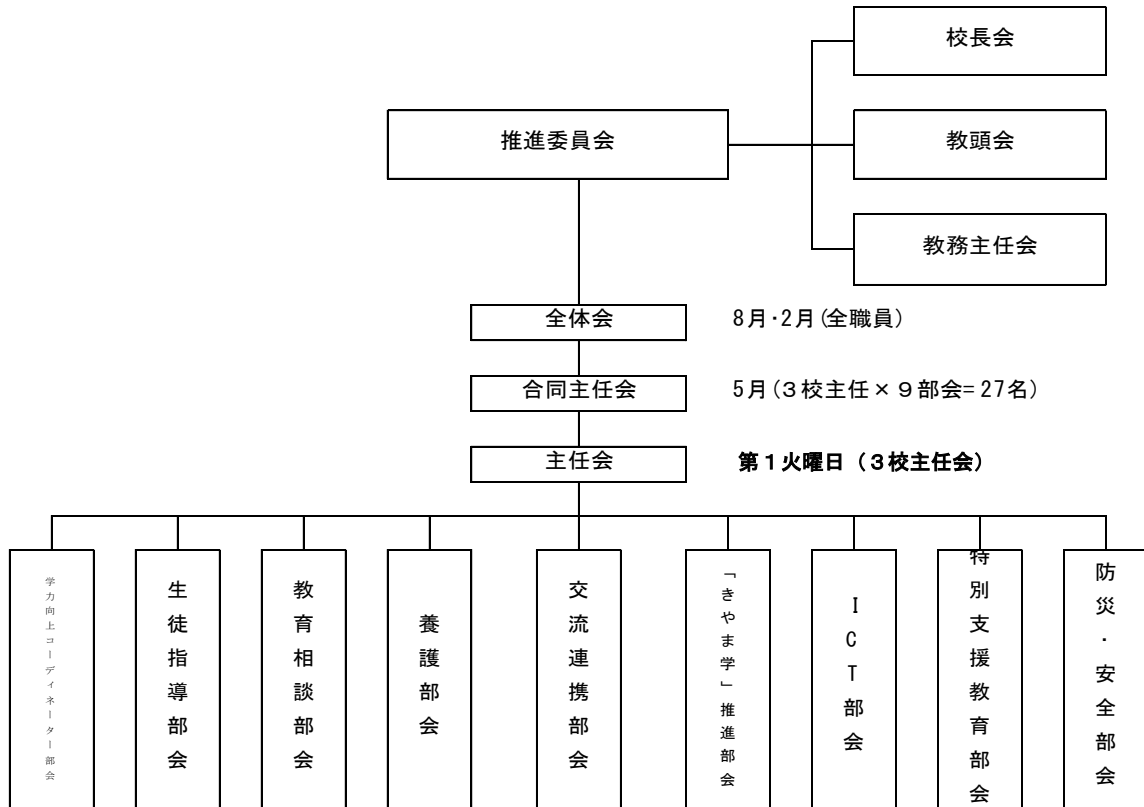 校長会
推進委員会
教頭会
教務主任会
全体会
8月・2月(全職員)
合同主任会
5月(3校主任×9部会=27名)
主任会
第1火曜日(3校主任会)
学力向上コーディネーター部会
生徒指導部会
教育相談部会
養護部会
交流連携部会
「きやま学」推進部会
ICT部会
特別支援教育部会
防災・安全部会